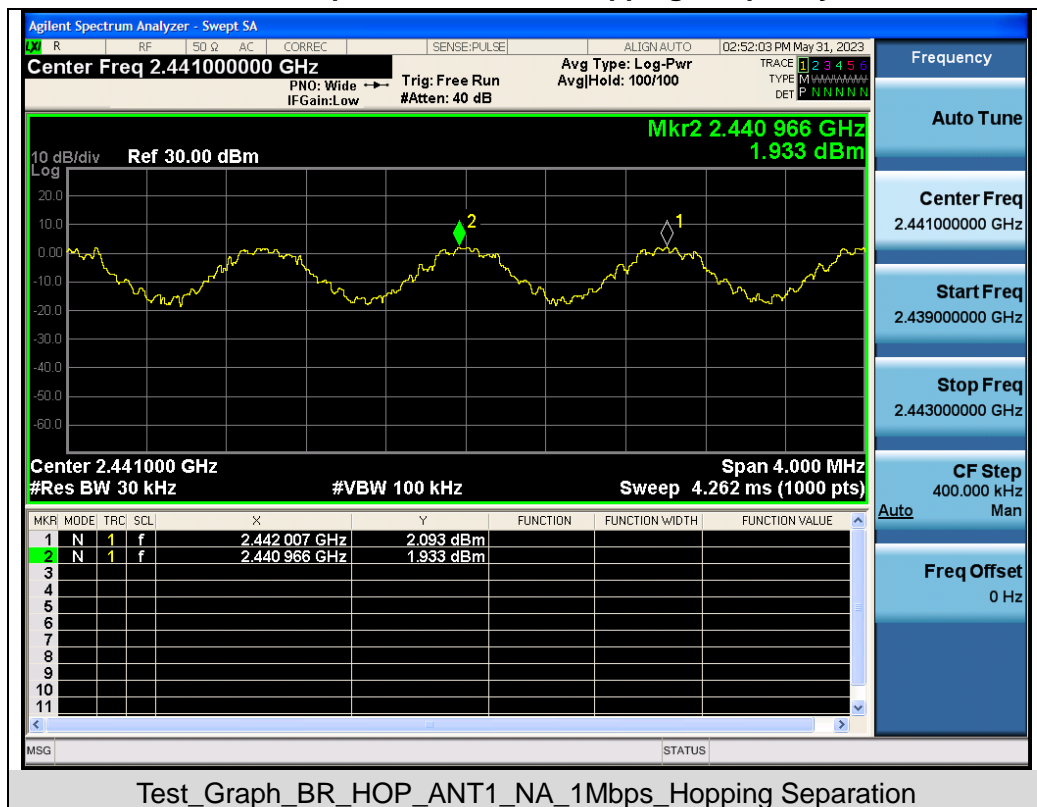 Agilent Spectrum Analyzer - Swept SA
LXI R RF 50 Ω AC CORREC SENSE:PULSE ALIGN AUTO 02:52:03 PM May 31, 2023
Center Freq 2.441000000 GHz
PNO: Wide
IFGain:Low
Trig: Free Run
#Atten: 40 dB
Avg Type: Log-Pwr
Avg|Hold: 100/100
TRACE 1 2 3 4 5 6
TYPE M
DET P N N N N N
Mkr2 2.440 966 GHz
1.933 dBm
10 dB/div Ref 30.00 dBm
Log
20.0
10.0
0.00
-10.0
-20.0
-30.0
-40.0
-50.0
-60.0
2
1
Center 2.441000 GHz Span 4.000 MHz
#Res BW 30 kHz #VBW 100 kHz Sweep 4.262 ms (1000 pts)
MKR MODE TRC SCL X Y FUNCTION FUNCTION WIDTH FUNCTION VALUE
1 N 1 f 2.442 007 GHz 2.093 dBm
2 N 1 f 2.440 966 GHz 1.933 dBm
3
4
5
6
7
8
9
10
11
MSG STATUS
Frequency
Auto Tune
Center Freq
2.441000000 GHz
Start Freq
2.439000000 GHz
Stop Freq
2.443000000 GHz
CF Step
400.000 kHz
Auto Man
Freq Offset
0 Hz
Test_Graph_BR_HOP_ANT1_NA_1Mbps_Hopping Separation